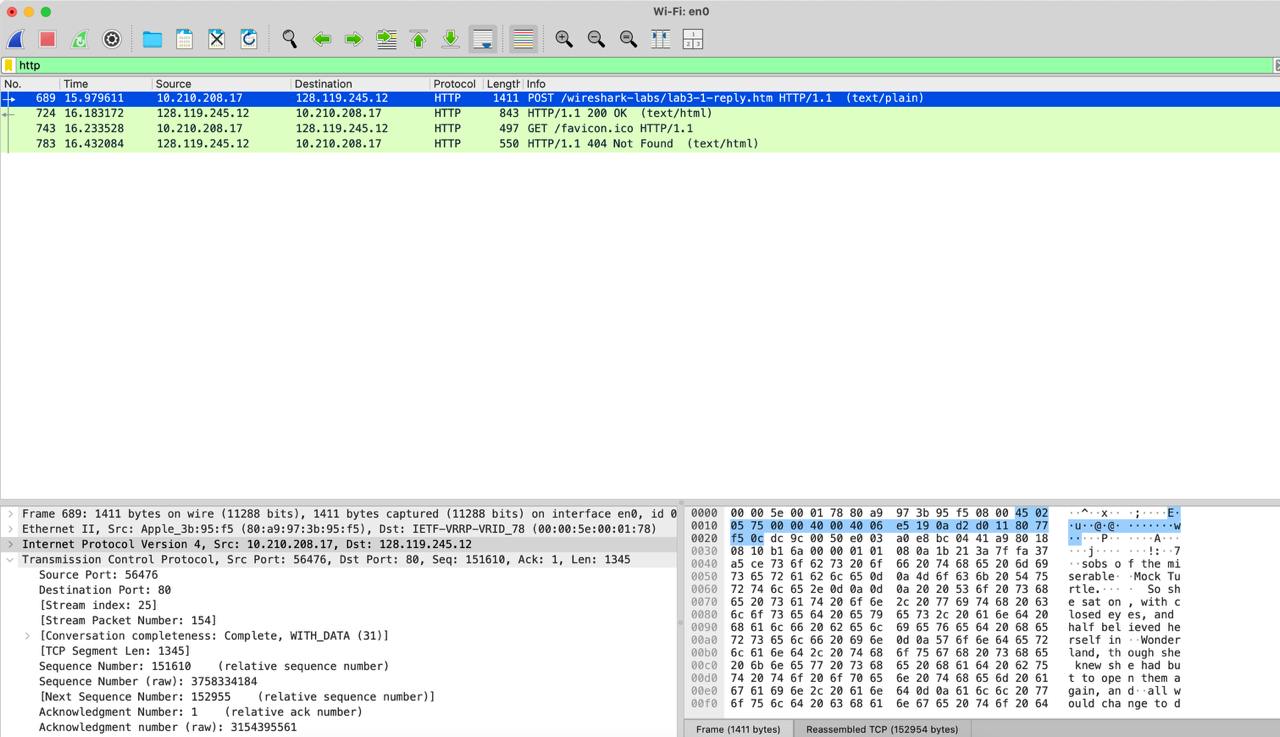 Wi-Fi: en0
http
No. Time Source Destination Protocol Length Info
689 15.979611 10.210.208.17 128.119.245.12 HTTP 1411 POST /wireshark-labs/lab3-1-reply.htm HTTP/1.1 (text/plain)
724 16.183172 128.119.245.12 10.210.208.17 HTTP 843 HTTP/1.1 200 OK (text/html)
743 16.233528 10.210.208.17 128.119.245.12 HTTP 497 GET /favicon.ico HTTP/1.1
783 16.432084 128.119.245.12 10.210.208.17 HTTP 550 HTTP/1.1 404 Not Found (text/html)
Frame 689: 1411 bytes on wire (11288 bits), 1411 bytes captured (11288 bits) on interface en0, id 0
Ethernet II, Src: Apple_3b:95:f5 (80:a9:97:3b:95:f5), Dst: IETF-VRRP-VRID_78 (00:00:5e:00:01:78)
Internet Protocol Version 4, Src: 10.210.208.17, Dst: 128.119.245.12
Transmission Control Protocol, Src Port: 56476, Dst Port: 80, Seq: 151610, Ack: 1, Len: 1345
Source Port: 56476
Destination Port: 80
[Stream index: 25]
[Stream Packet Number: 154]
[Conversation completeness: Complete, WITH_DATA (31)]
[TCP Segment Len: 1345]
Sequence Number: 151610 (relative sequence number)
Sequence Number (raw): 3758334184
[Next Sequence Number: 152955 (relative sequence number)]
Acknowledgment Number: 1 (relative ack number)
Acknowledgment number (raw): 3154395561
0000 00 00 5e 00 01 78 80 a9 97 3b 95 f5 08 00 45 02 ··^··x·· ·;····E·
0010 05 75 00 00 40 00 40 06 e5 19 0a d2 d0 11 80 77 ·u··@·@· ·······w
0020 f5 0c dc 9c 00 50 e0 03 a0 e8 bc 04 41 a9 80 18 ·····P·· ····A···
0030 08 10 b1 6a 00 00 01 01 08 0a 1b 21 3a 7f fa 37 ···j···· ···!:··7
0040 a5 ce 73 6f 62 73 20 6f 66 20 74 68 65 20 6d 69 ··sobs o f the mi
0050 73 65 72 61 62 6c 65 0d 0a 4d 6f 63 6b 20 54 75 serable· ·Mock Tu
0060 72 74 6c 65 2e 0d 0a 0d 0a 20 20 53 6f 20 73 68 rtle.··· · So sh
0070 65 20 73 61 74 20 6f 6e 2c 20 77 69 74 68 20 63 e sat on , with c
0080 6c 6f 73 65 64 20 65 79 65 73 2c 20 61 6e 64 20 losed ey es, and
0090 68 61 6c 66 20 62 65 6c 69 65 76 65 64 20 68 65 half bel ieved he
00a0 72 73 65 6c 66 20 69 6e 0d 0a 57 6f 6e 64 65 72 rself in ··Wonder
00b0 6c 61 6e 64 2c 20 74 68 6f 75 67 68 20 73 68 65 land, th ough she
00c0 20 6b 6e 65 77 20 73 68 65 20 68 61 64 20 62 75 knew sh e had bu
00d0 74 20 74 6f 20 6f 70 65 6e 20 74 68 65 6d 20 61 t to ope n them a
00e0 67 61 69 6e 2c 20 61 6e 64 0d 0a 61 6c 6c 20 77 gain, an d··all w
00f0 6f 75 6c 64 20 63 68 61 6e 67 65 20 74 6f 20 64 ould cha nge to d
Frame (1411 bytes) Reassembled TCP (152954 bytes)